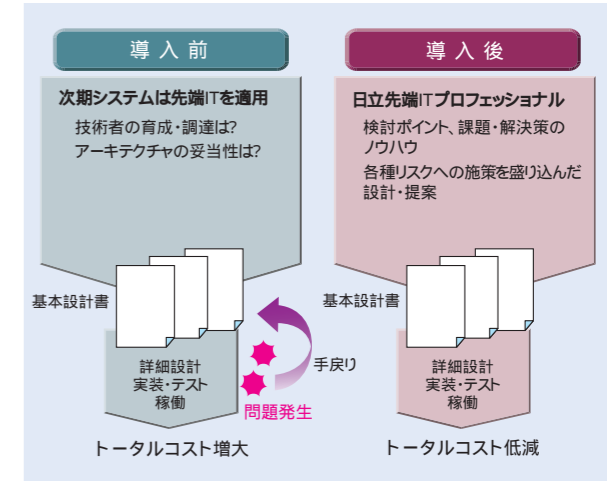 導入前
次期システムは先端ITを適用
技術者の育成・調達は?
アーキテクチャの妥当性は?
基本設計書
詳細設計
実装・テスト
稼働
手戻り
問題発生
トータルコスト増大
導入後
日立先端ITプロフェッショナル
検討ポイント、課題・解決策の
ノウハウ
各種リスクへの施策を盛り込んだ
設計・提案
基本設計書
詳細設計
実装・テスト
稼働
トータルコスト低減